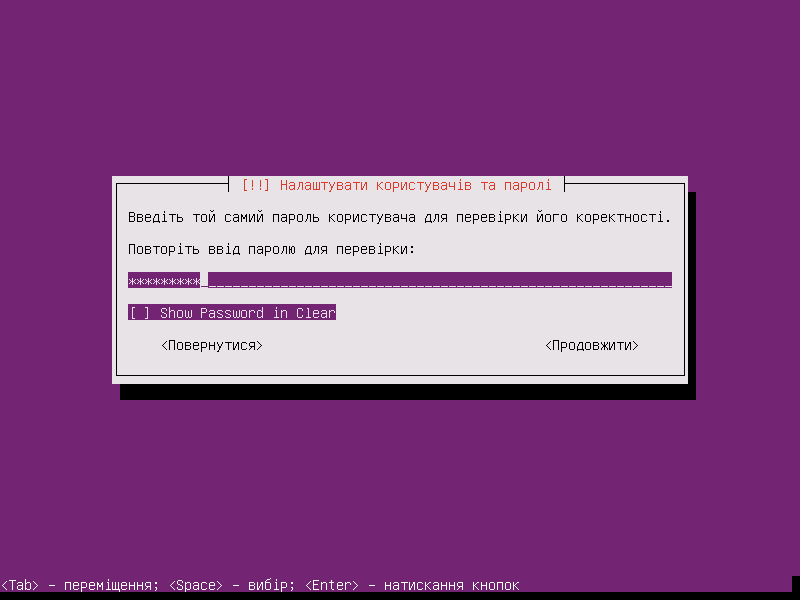 [!!] Налаштувати користувачів та паролі
Введіть той самий пароль користувача для перевірки його коректності.
Повторіть ввід паролю для перевірки:
*********
[ ] Show Password in Clear
<Повернутися> <Продовжити>
<Tab> – переміщення; <Space> – вибір; <Enter> – натискання кнопок